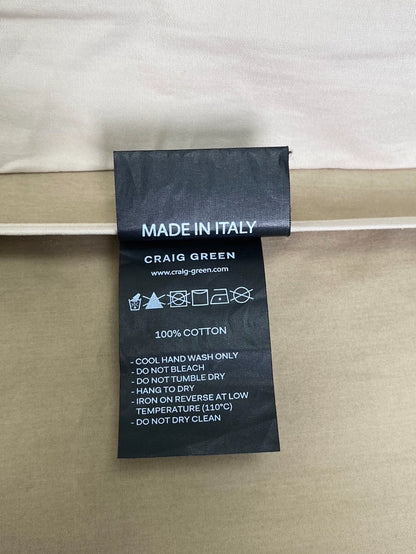 MADE IN ITALY
CRAIG GREEN
www.craig-green.com
100% COTTON
- COOL HAND WASH ONLY
- DO NOT BLEACH
- DO NOT TUMBLE DRY
- HANG TO DRY
- IRON ON REVERSE AT LOW
TEMPERATURE (110°C)
- DO NOT DRY CLEAN